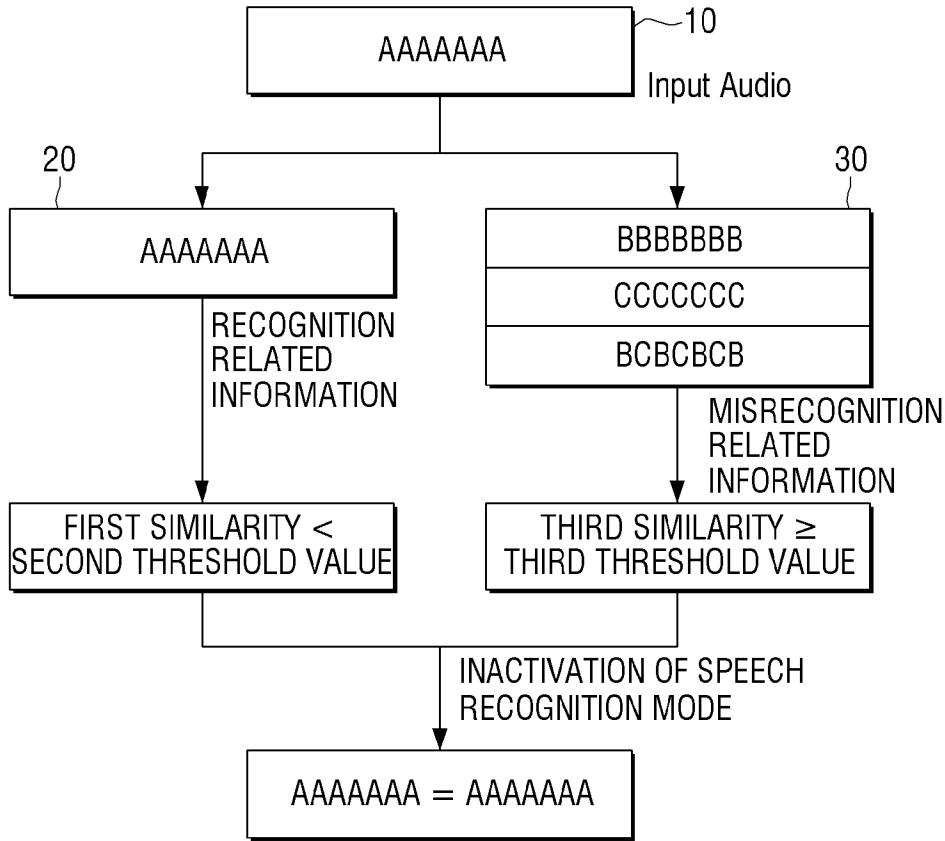 10
AAAAAAA
Input Audio
20
30
AAAAAAA
BBBBBBB
CCCCCCC
BCBCBCB
RECOGNITION
RELATED
INFORMATION
MISRECOGNITION
RELATED
INFORMATION
FIRST SIMILARITY <
SECOND THRESHOLD VALUE
THIRD SIMILARITY ≥
THIRD THRESHOLD VALUE
INACTIVATION OF SPEECH
RECOGNITION MODE
AAAAAAA = AAAAAAA